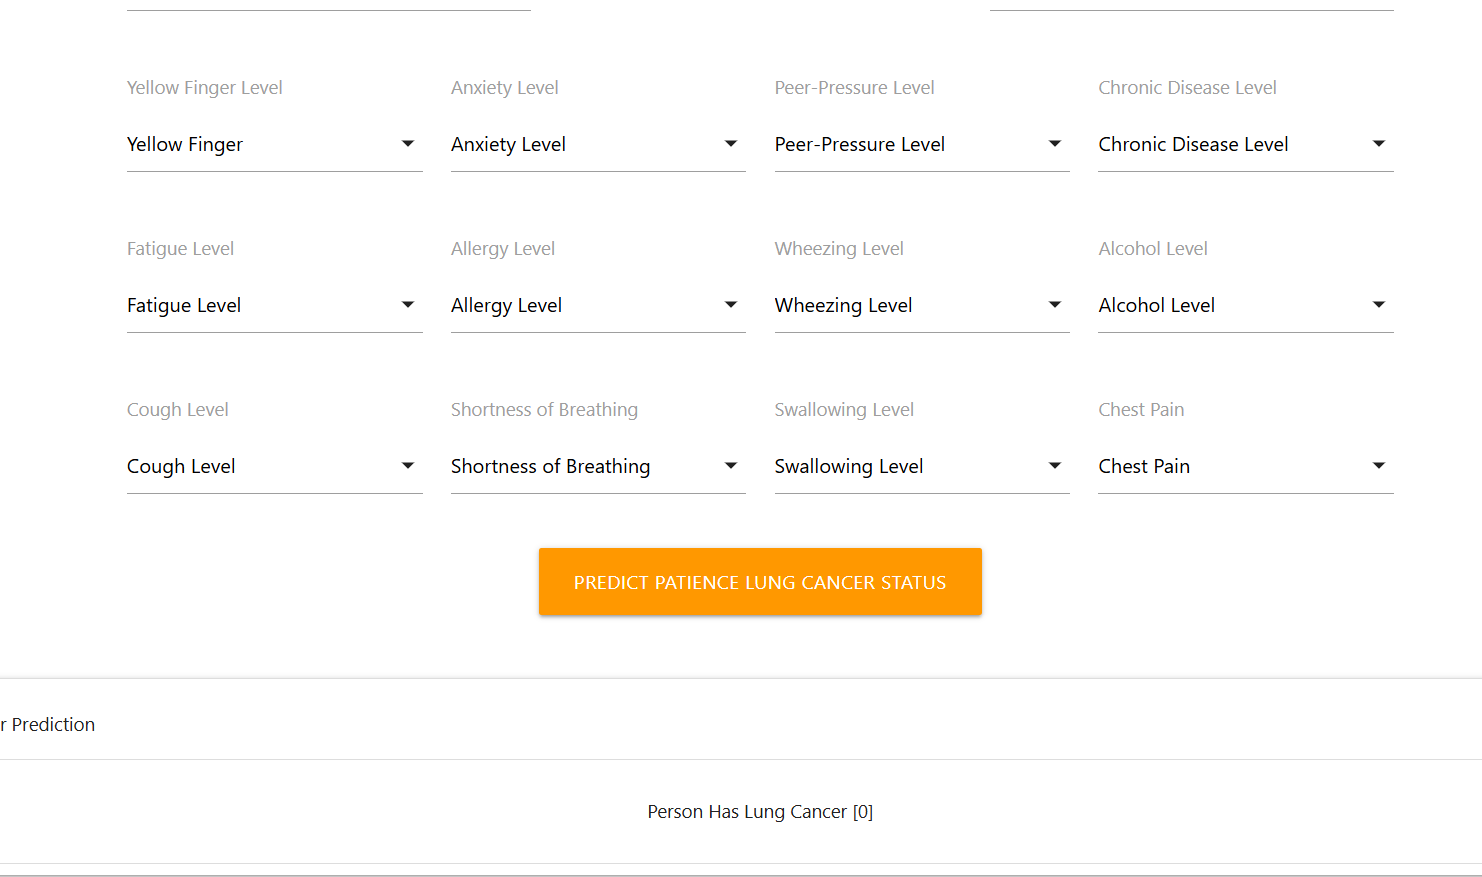 Yellow Finger Level Anxiety Level Peer-Pressure Level Chronic Disease Level
Yellow Finger Anxiety Level Peer-Pressure Level Chronic Disease Level
Fatigue Level Allergy Level Wheezing Level Alcohol Level
Fatigue Level Allergy Level Wheezing Level Alcohol Level
Cough Level Shortness of Breathing Swallowing Level Chest Pain
Cough Level Shortness of Breathing Swallowing Level Chest Pain
PREDICT PATIENCE LUNG CANCER STATUS
r Prediction
Person Has Lung Cancer [0]